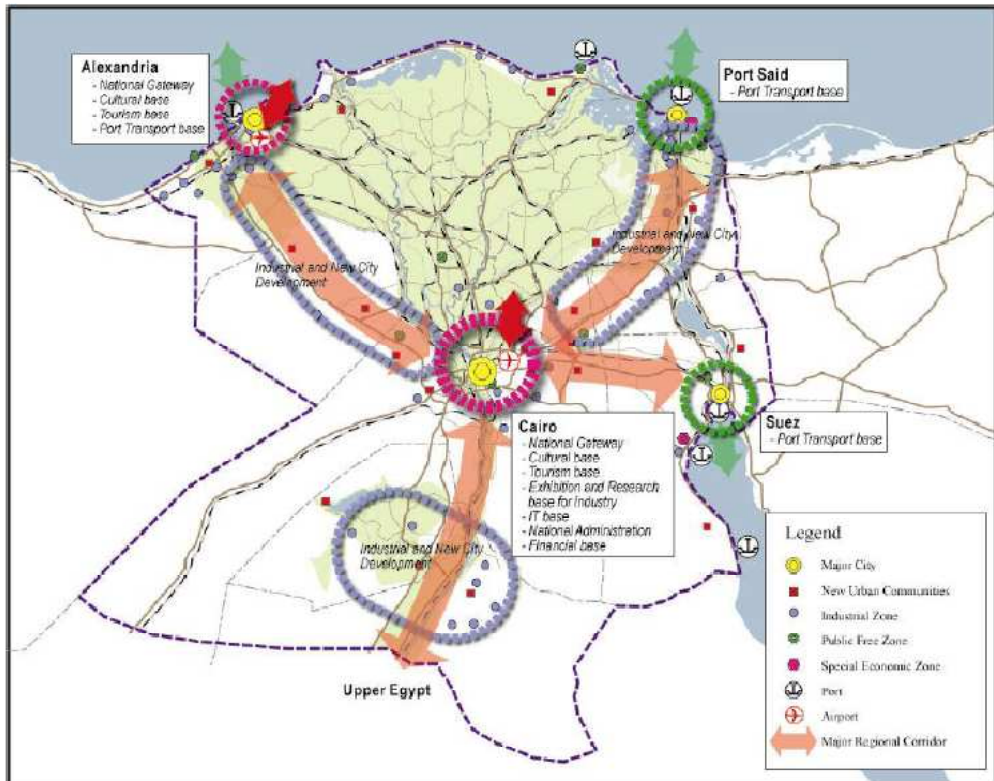 Alexandria
- National Gateway
- Cultural base
- Tourism base
- Port Transport base
Port Said
- Port Transport base
Industrial and New City
Development
Industrial and New City
Development
Cairo
- National Gateway
- Cultural base
- Tourism base
- Exhibition and Research
base for industry
- IT base
- National Administration
- Financial base
Suez
- Port Transport base
Industrial and New City
Development
Upper Egypt
Legend
Major City
New Urban Communities
Industrial Zone
Public Free Zone
Special Economic Zone
Port
Airport
Major Regional Corridor